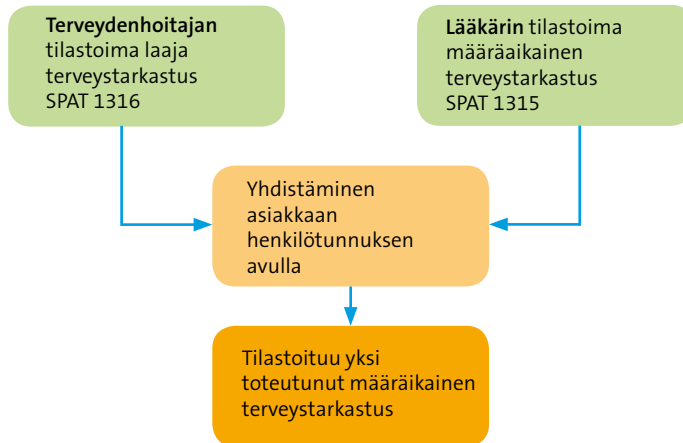 Terveydenhoitajan
tilastoima laaja
terveystarkastus
SPAT 1316
Lääkärin tilastoima
määräaikainen
terveystarkastus
SPAT 1315
Yhdistäminen
asiakkaan
henkilötunnuksen
avulla
Tilastoituu yksi
toteutunut määräikainen
terveystarkastus